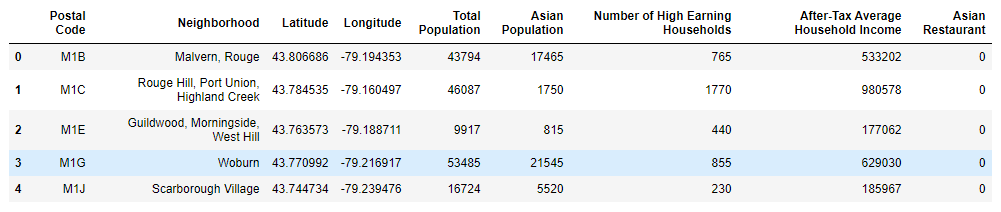 Postal Code Neighborhood Latitude Longitude Total Population Asian Population Number of High Earning Households After-Tax Average Household Income Asian Restaurant
0 M1B Malvern, Rouge 43.806686 -79.194353 43794 17465 765 533202 0
1 M1C Rouge Hill, Port Union, Highland Creek 43.784535 -79.160497 46087 1750 1770 980578 0
2 M1E Guildwood, Morningside, West Hill 43.763573 -79.188711 9917 815 440 177062 0
3 M1G Woburn 43.770992 -79.216917 53485 21545 855 629030 0
4 M1J Scarborough Village 43.744734 -79.239476 16724 5520 230 185967 0